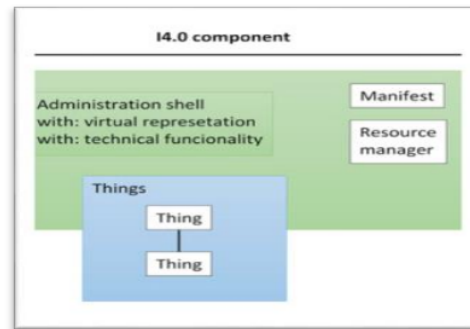 I4.0 component
Administration shell
with: virtual represetation
with: technical funcionality
Manifest
Resource
manager
Things
Thing
Thing